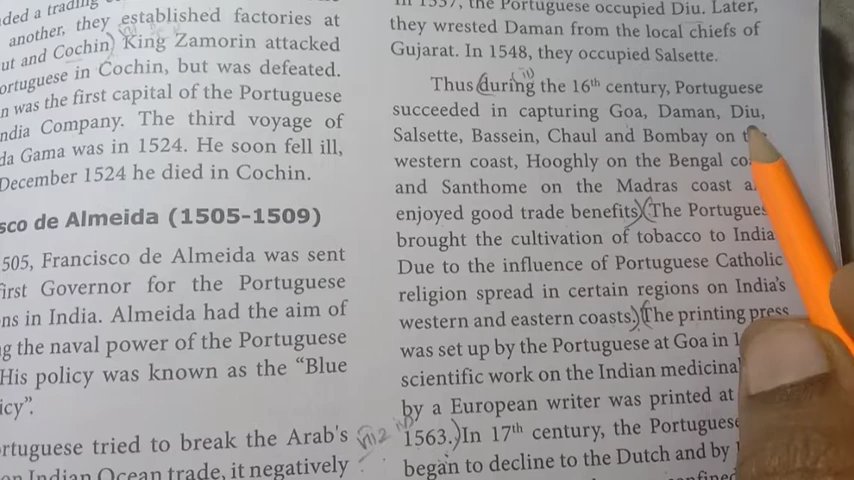 ded a trading
another, they established factories at
ut and Cochin) King Zamorin attacked
ortuguese in Cochin, but was defeated.
n was the first capital of the Portuguese
ndia Company. The third voyage of
da Gama was in 1524. He soon fell ill,
December 1524 he died in Cochin.
sco de Almeida (1505-1509)
505, Francisco de Almeida was sent
first Governor for the Portuguese
ns in India. Almeida had the aim of
g the naval power of the Portuguese
His policy was known as the “Blue
icy”.
ortuguese tried to break the Arab's
on Indian Ocean trade, it negatively
In 1537, the Portuguese occupied Diu. Later,
they wrested Daman from the local chiefs of
Gujarat. In 1548, they occupied Salsette.
Thus (during the 16th century, Portuguese
succeeded in capturing Goa, Daman, Diu,
Salsette, Bassein, Chaul and Bombay on
western coast, Hooghly on the Bengal
and Santhome on the Madras coast
enjoyed good trade benefits) (The Portugues
brought the cultivation of tobacco to India
Due to the influence of Portuguese Catholic
religion spread in certain regions on India's
western and eastern coasts.) (The printing press
was set up by the Portuguese at Goa in
scientific work on the Indian medicinal
by a European writer was printed at
1563.) In 17th century, the Portuguese
began to decline to the Dutch and by